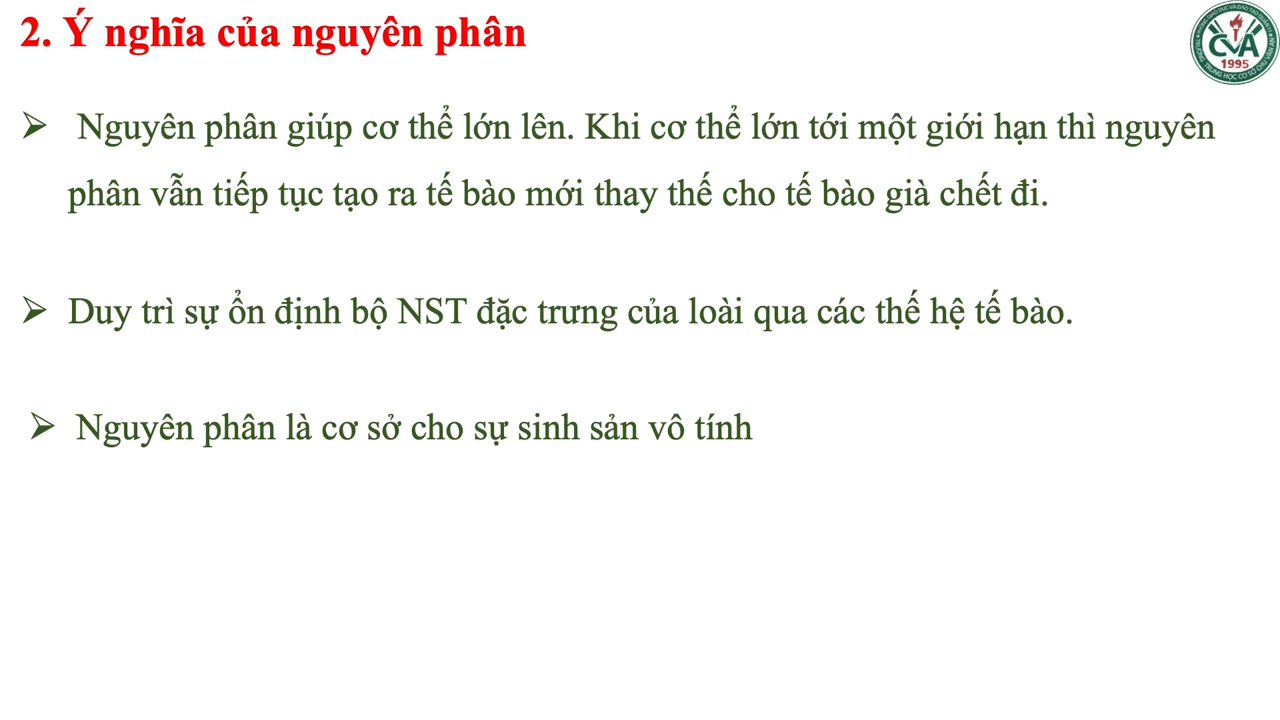 2. Ý nghĩa của nguyên phân
CVA
1995
➢ Nguyên phân giúp cơ thể lớn lên. Khi cơ thể lớn tới một giới hạn thì nguyên
phân vẫn tiếp tục tạo ra tế bào mới thay thế cho tế bào già chết đi.
➢ Duy trì sự ổn định bộ NST đặc trưng của loài qua các thế hệ tế bào.
➢ Nguyên phân là cơ sở cho sự sinh sản vô tính